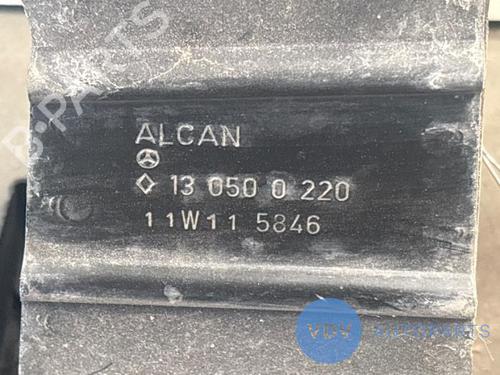 B-PARTS
ALCAN
13 050 0 220
11W11 5846
VDV AUTOPARTS